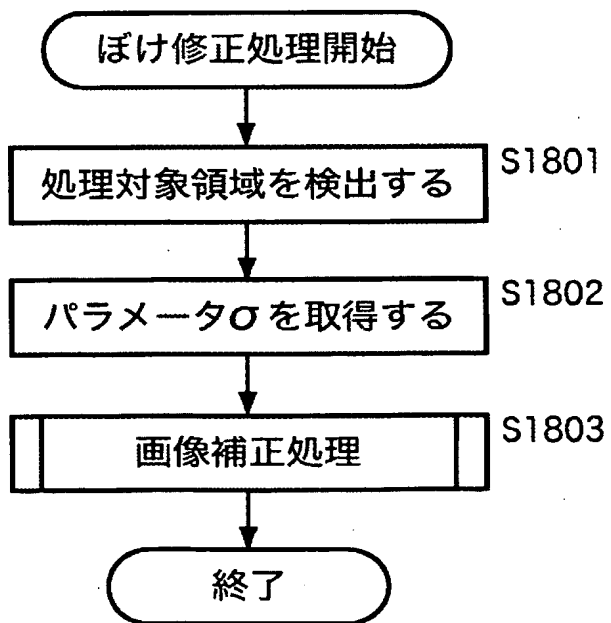 ぼけ修正処理開始
処理対象領域を検出する
S1801
パラメータσを取得する
S1802
画像補正処理
S1803
終了